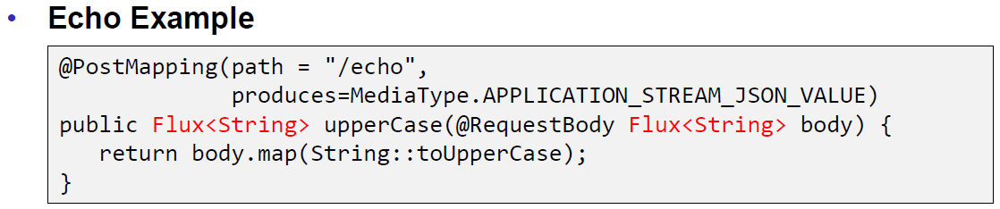 • Echo Example
@PostMapping(path = "/echo",
             produces=MediaType.APPLICATION_STREAM_JSON_VALUE)
public Flux<String> upperCase(@RequestBody Flux<String> body) {
   return body.map(String::toUpperCase);
}